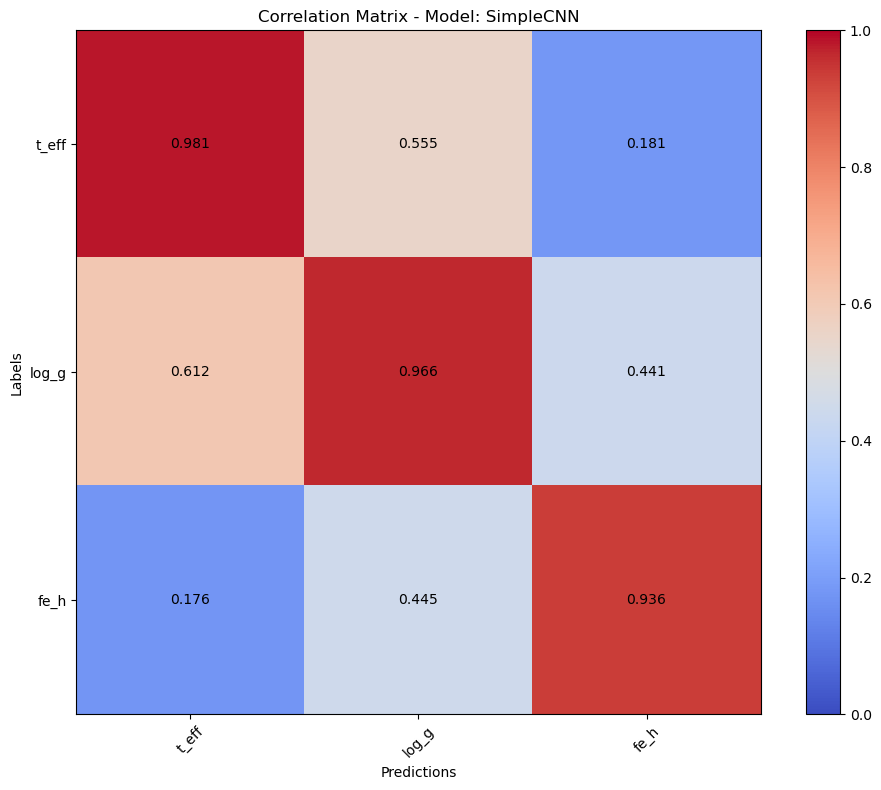 Correlation Matrix - Model: SimpleCNN
1.0
0.8
0.6
0.4
0.2
0.0
Labels
t_eff
0.981 0.555 0.181
log_g
0.612 0.966 0.441
fe_h
0.176 0.445 0.936
t_eff log_g fe_h
Predictions